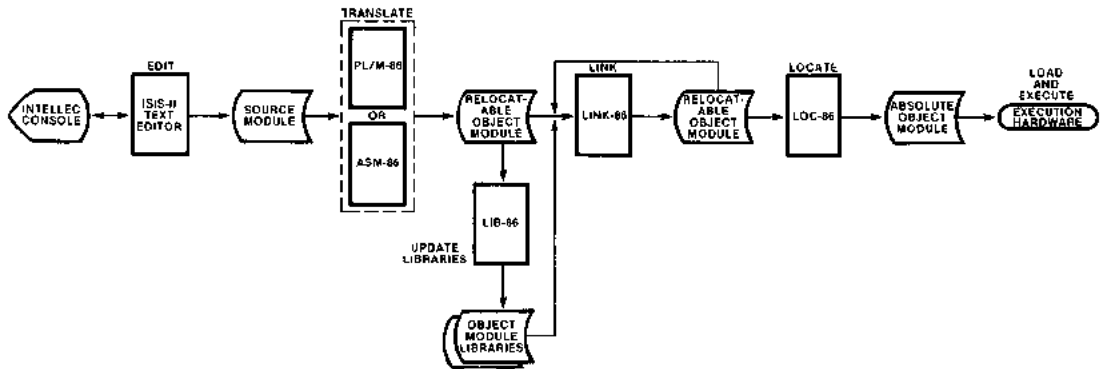 TRANSLATE
PL/M-86
OR
ASM-86
EDIT
ISIS-II
TEXT
EDITOR
INTELLEC
CONSOLE
SOURCE
MODULE
RELOCAT-
ABLE
OBJECT
MODULE
LINK
LINK-86
RELOCAT-
ABLE
OBJECT
MODULE
LOCATE
LOC-86
ABSOLUTE
OBJECT
MODULE
LOAD
AND
EXECUTE
EXECUTION
HARDWARE
LIB-86
UPDATE
LIBRARIES
OBJECT
MODULE
LIBRARIES